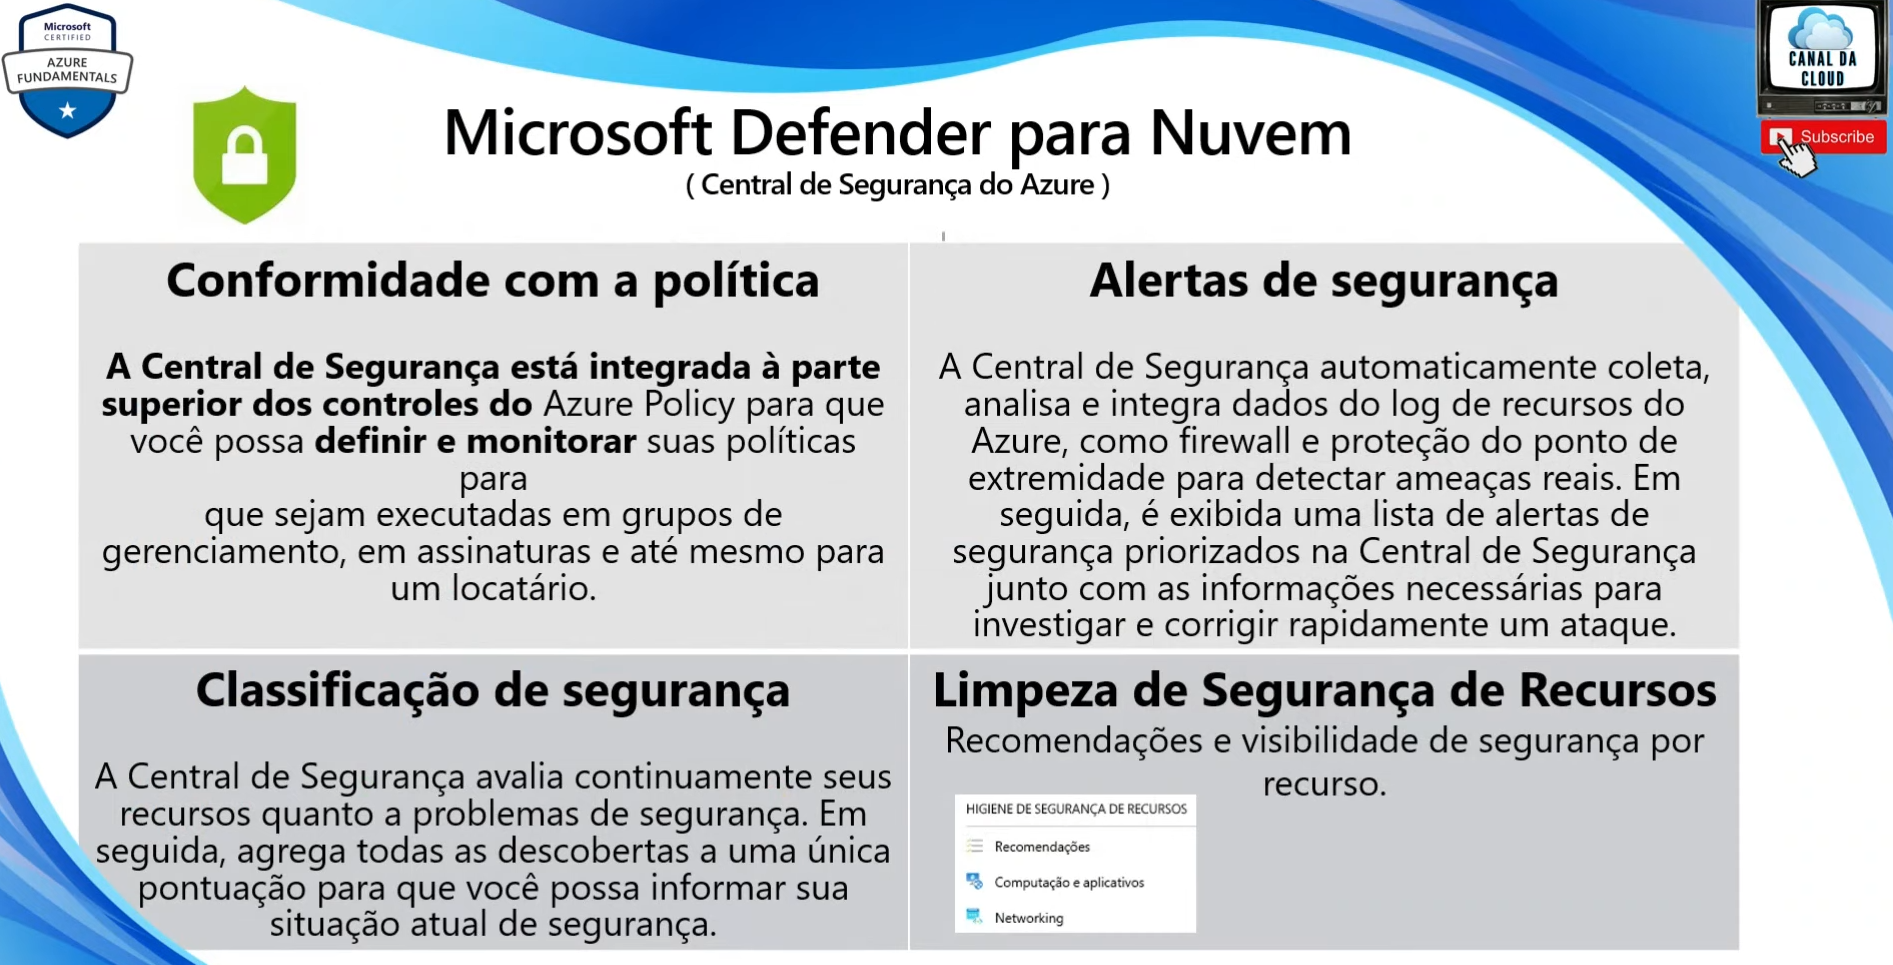 Microsoft
CERTIFIED
AZURE
FUNDAMENTALS
CANAL DA
CLOUD
Subscribe
Microsoft Defender para Nuvem
( Central de Segurança do Azure )
Conformidade com a política
A Central de Segurança está integrada à parte
superior dos controles do Azure Policy para que
você possa definir e monitorar suas políticas
para
que sejam executadas em grupos de
gerenciamento, em assinaturas e até mesmo para
um locatário.
Alertas de segurança
A Central de Segurança automaticamente coleta,
analisa e integra dados do log de recursos do
Azure, como firewall e proteção do ponto de
extremidade para detectar ameaças reais. Em
seguida, é exibida uma lista de alertas de
segurança priorizados na Central de Segurança
junto com as informações necessárias para
investigar e corrigir rapidamente um ataque.
Classificação de segurança
A Central de Segurança avalia continuamente seus
recursos quanto a problemas de segurança. Em
seguida, agrega todas as descobertas a uma única
pontuação para que você possa informar sua
situação atual de segurança.
Limpeza de Segurança de Recursos
Recomendações e visibilidade de segurança por
recurso.
HIGIENE DE SEGURANÇA DE RECURSOS
Recomendações
Computação e aplicativos
Networking